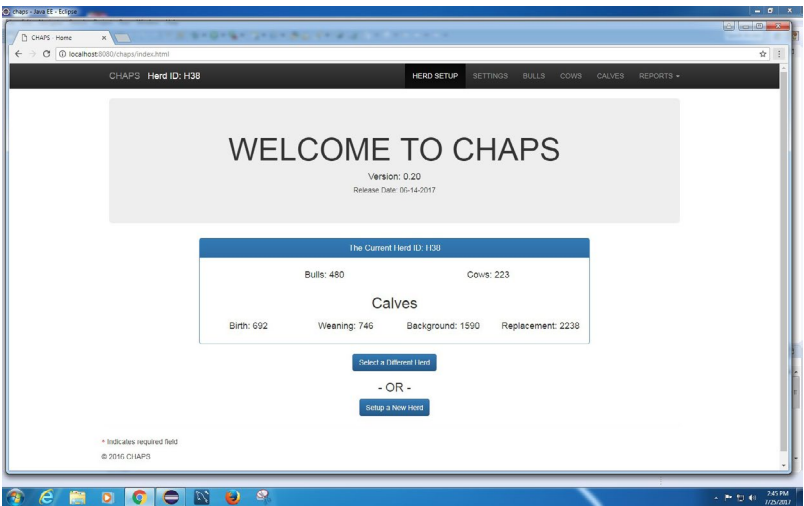 chaps - Java EE - Eclipse
CHAPS - Home
localhost:8080/chaps/index.html
CHAPS Herd ID: H38 HERD SETUP SETTINGS BULLS COWS CALVES REPORTS
WELCOME TO CHAPS
Version: 0.20
Release Date: 06-14-2017
The Current Herd ID: H38
Bulls: 480 Cows: 223
Calves
Birth: 692 Weaning: 746 Background: 1590 Replacement: 2238
Select a Different Herd
- OR -
Setup a New Herd
* Indicates required field
© 2016 CHAPS
2:45 PM
7/25/2017